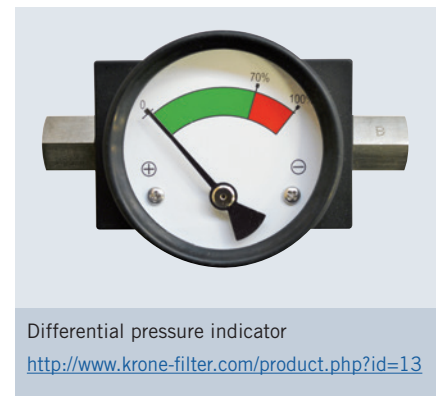 70%
0
100
B
⊕
⊖
Differential pressure indicator
http://www.krone-filter.com/product.php?id=13